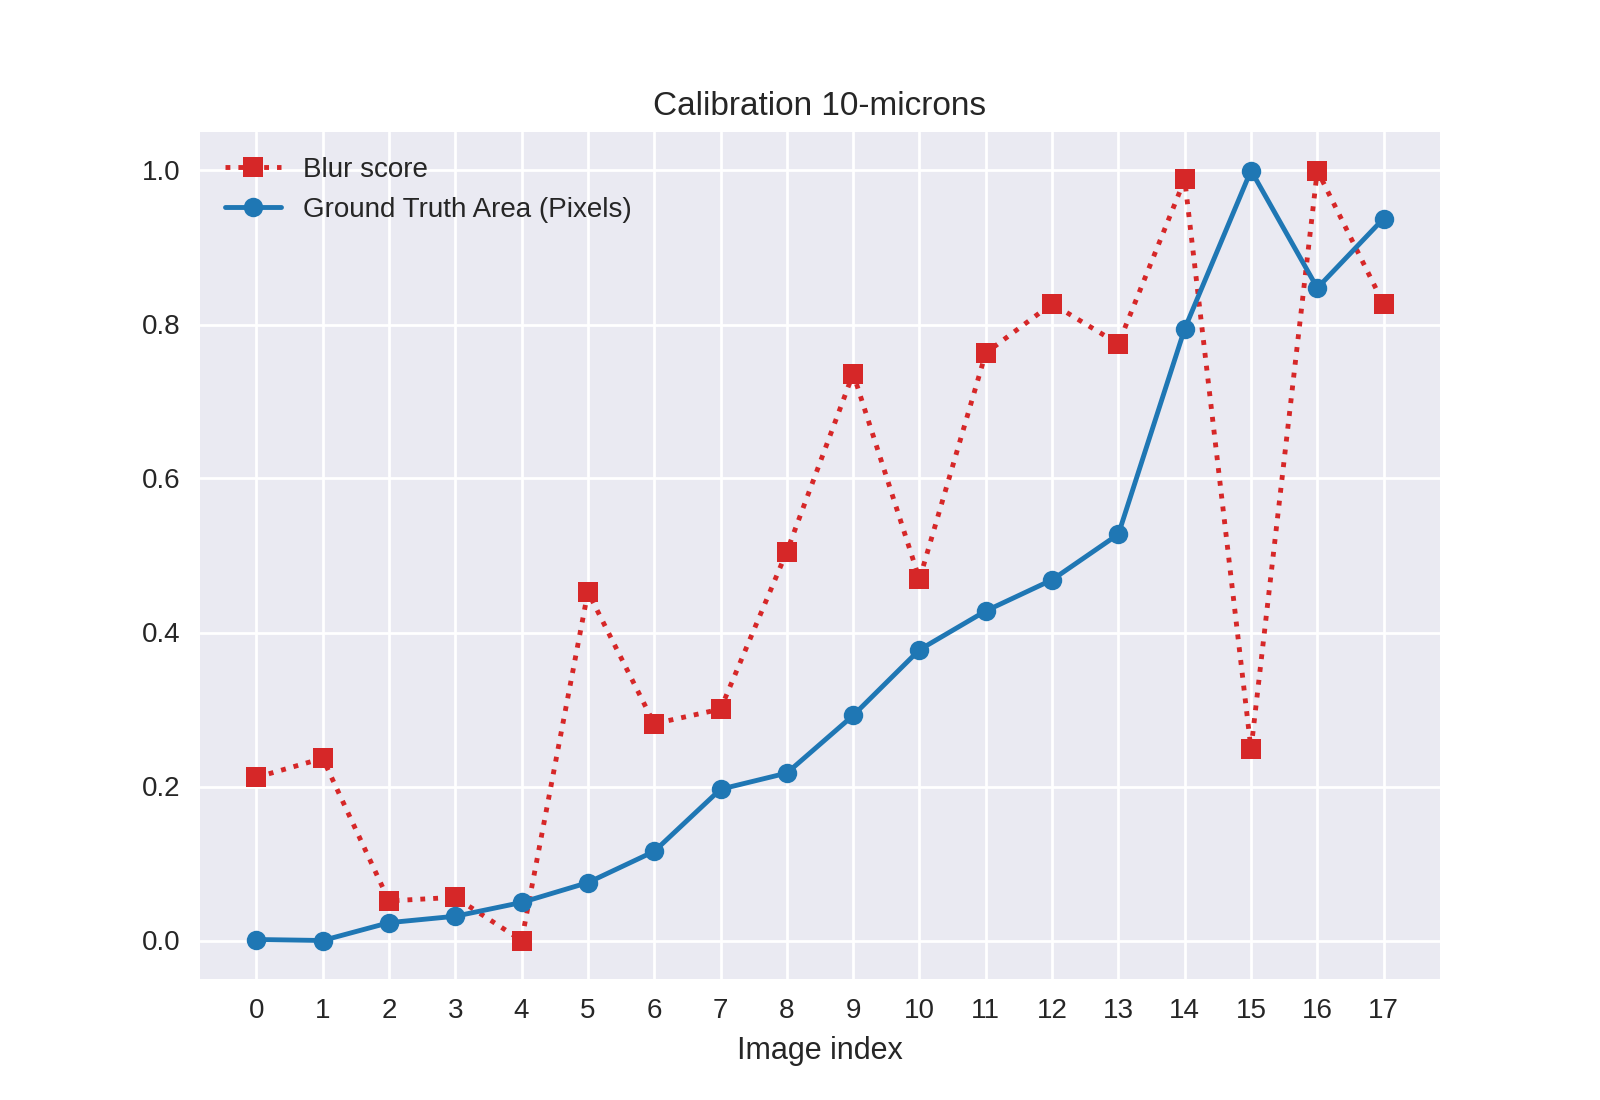 Calibration 10-microns
Blur score
Ground Truth Area (Pixels)
1.0
0.8
0.6
0.4
0.2
0.0
0 1 2 3 4 5 6 7 8 9 10 11 12 13 14 15 16 17
Image index